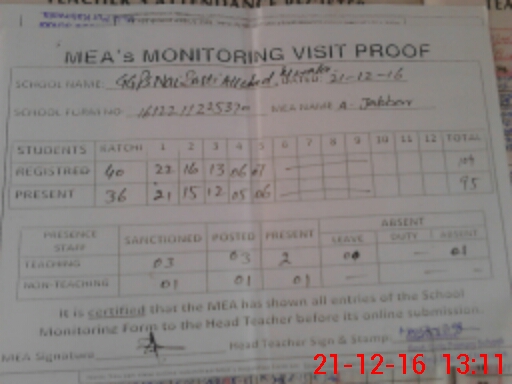 TEACHER'S ATTENDANCE REGISTER
MEA's MONITORING VISIT PROOF
SCHOOL NAME: GGPS Nai Basti 21-12-16
SCHOOL FORM NO. MEA NAME A. Jabbar
STUDENTS KATCHI 1 2 3 4 5 6 7 8 9 10 11 12 TOTAL
REGISTRED 40 22 16 13 06 07 104
PRESENT 36 21 15 12 05 06 95
PRESENCE STAFF SANCTIONED POSTED PRESENT ABSENT
LEAVE DUTY ABSENT
TEACHING 03 03 2 00 — 01
NON-TEACHING 01 01 01 — — —
It is certified that the MEA has shown all entries of the School
Monitoring Form to the Head Teacher before its online submission.
MEA Signature Head Teacher Sign & Stamp:
21-12-16 13:11